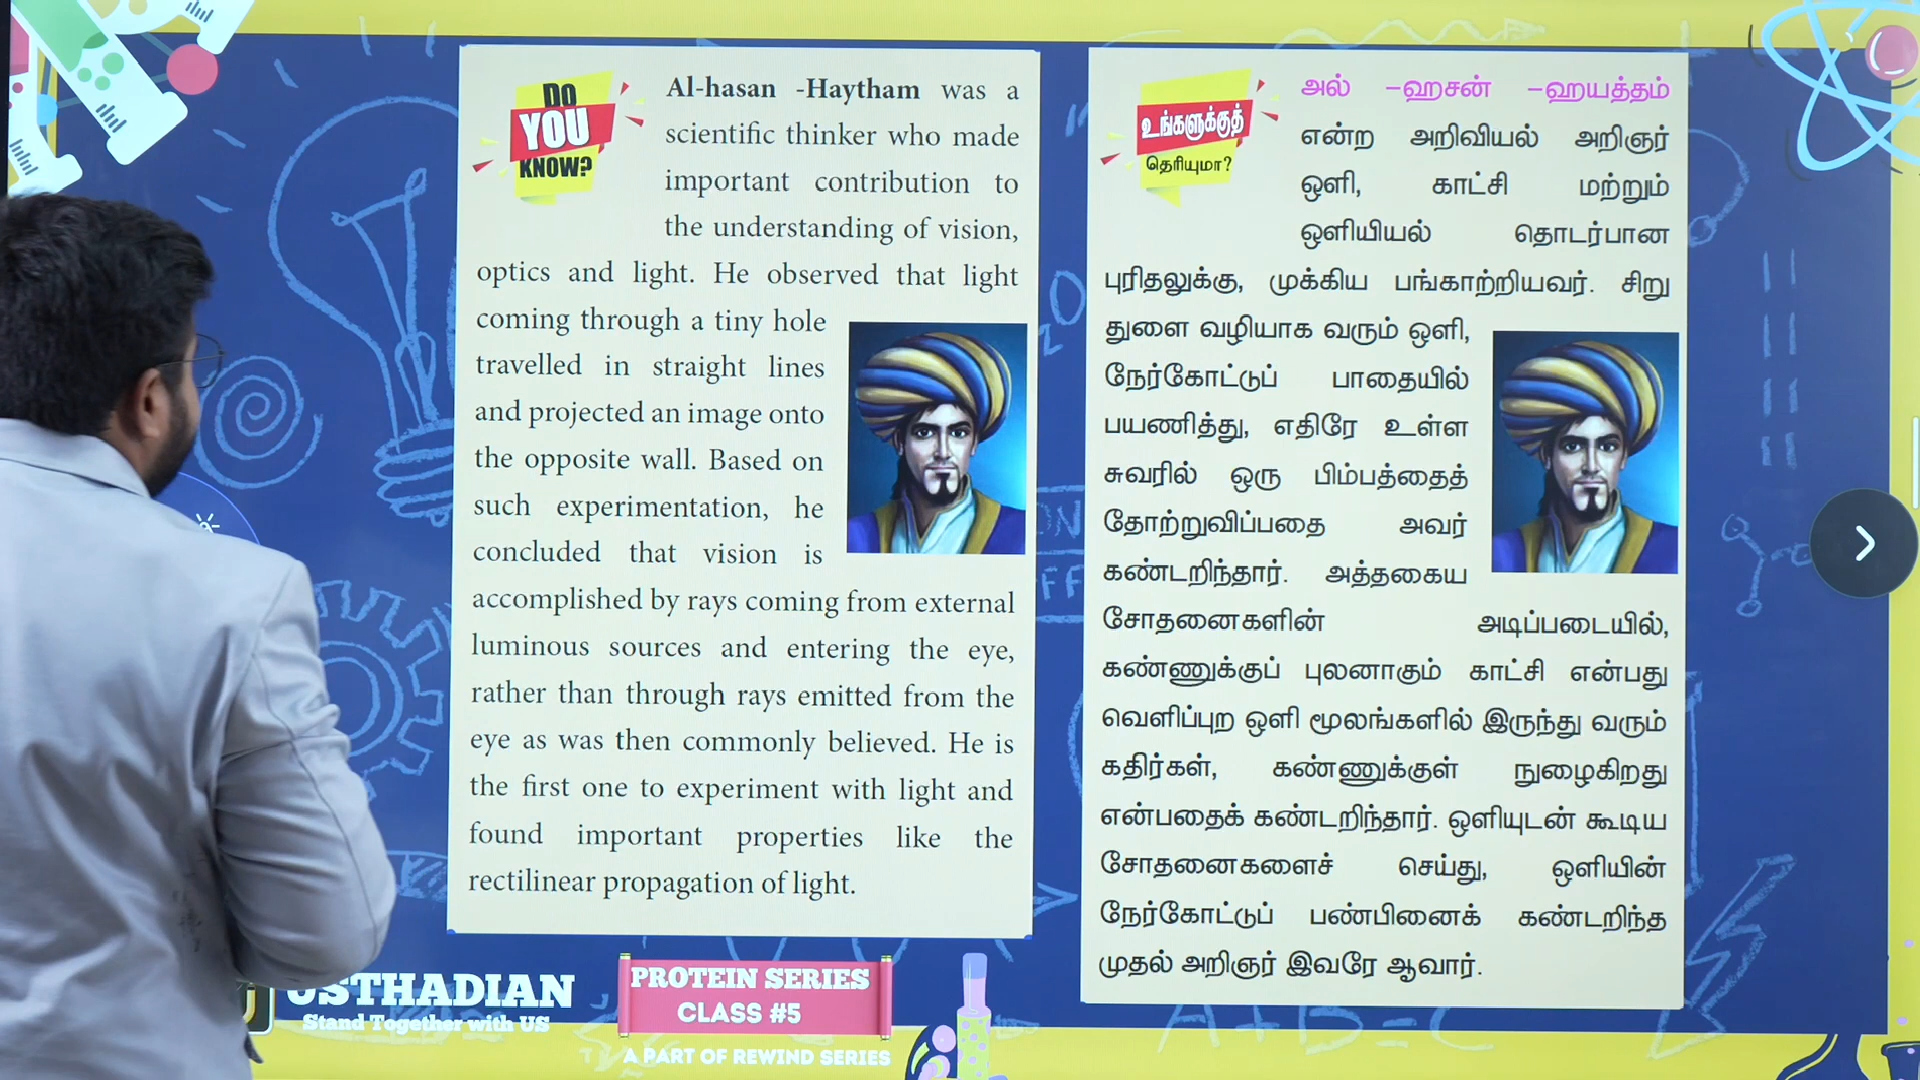 DO
YOU
KNOW?
Al-hasan -Haytham was a
scientific thinker who made
important contribution to
the understanding of vision,
optics and light. He observed that light
coming through a tiny hole
travelled in straight lines
and projected an image onto
the opposite wall. Based on
such experimentation, he
concluded that vision is
accomplished by rays coming from external
luminous sources and entering the eye,
rather than through rays emitted from the
eye as was then commonly believed. He is
the first one to experiment with light and
found important properties like the
rectilinear propagation of light.
உங்களுக்குத்
தெரியுமா?
அல் –ஹசன் –ஹயத்தம்
என்ற அறிவியல் அறிஞர்
ஒளி, காட்சி மற்றும்
ஒளியியல் தொடர்பான
புரிதலுக்கு, முக்கிய பங்காற்றியவர். சிறு
துளை வழியாக வரும் ஒளி,
நேர்கோட்டுப் பாதையில்
பயணித்து, எதிரே உள்ள
சுவரில் ஒரு பிம்பத்தைத்
தோற்றுவிப்பதை அவர்
கண்டறிந்தார். அத்தகைய
சோதனைகளின் அடிப்படையில்,
கண்ணுக்குப் புலனாகும் காட்சி என்பது
வெளிப்புற ஒளி மூலங்களில் இருந்து வரும்
கதிர்கள், கண்ணுக்குள் நுழைகிறது
என்பதைக் கண்டறிந்தார். ஒளியுடன் கூடிய
சோதனைகளைச் செய்து, ஒளியின்
நேர்கோட்டுப் பண்பினைக் கண்டறிந்த
முதல் அறிஞர் இவரே ஆவார்.
USTHADIAN
Stand Together with US
PROTEIN SERIES
CLASS #5
A PART OF REWIND SERIES
A+B=C